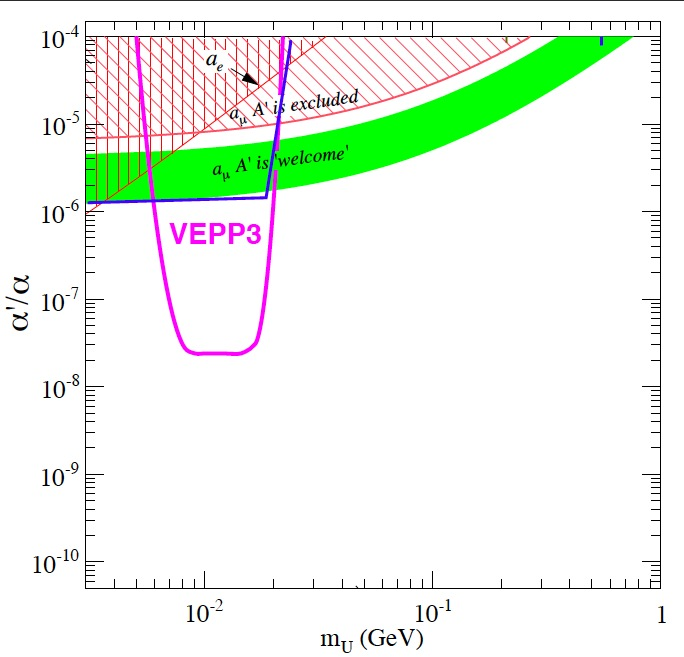 10⁻⁴
a_e
a_μ A' is excluded
10⁻⁵
a_μ A' is 'welcome'
10⁻⁶
VEPP3
α'/α
10⁻⁷
10⁻⁸
10⁻⁹
10⁻¹⁰
10⁻² 10⁻¹ 1
m_U (GeV)